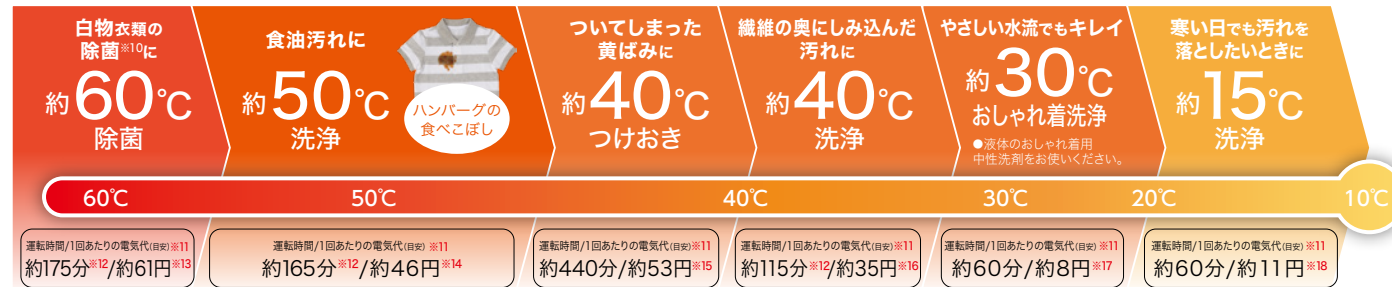 白物衣類の
除菌※10に
約60℃
除菌
食油汚れに
約50℃
洗浄
ハンバーグの
食べこぼし
ついてしまった
黄ばみに
約40℃
つけおき
繊維の奥にしみ込んだ
汚れに
約40℃
洗浄
やさしい水流でもキレイ
約30℃
おしゃれ着洗浄
●液体のおしゃれ着用
中性洗剤をお使いください。
寒い日でも汚れを
落としたいときに
約15℃
洗浄
60℃ 50℃ 40℃ 30℃ 20℃ 10℃
運転時間/1回あたりの電気代(目安)※11
約175分※12/約61円※13
運転時間/1回あたりの電気代(目安)※11
約165分※12/約46円※14
運転時間/1回あたりの電気代(目安)※11
約440分/約53円※15
運転時間/1回あたりの電気代(目安)※11
約115分※12/約35円※16
運転時間/1回あたりの電気代(目安)※11
約60分/約8円※17
運転時間/1回あたりの電気代(目安)※11
約60分/約11円※18